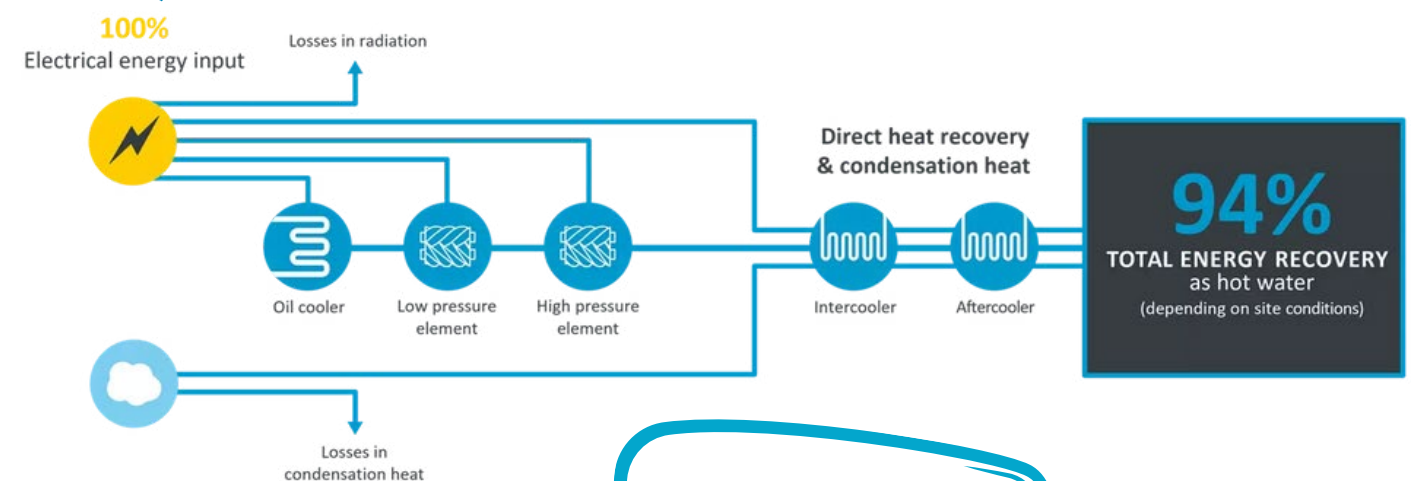 100%
Electrical energy input
Losses in radiation
Direct heat recovery
& condensation heat
Oil cooler
Low pressure
element
High pressure
element
Intercooler
Aftercooler
94%
TOTAL ENERGY RECOVERY
as hot water
(depending on site conditions)
Losses in
condensation heat